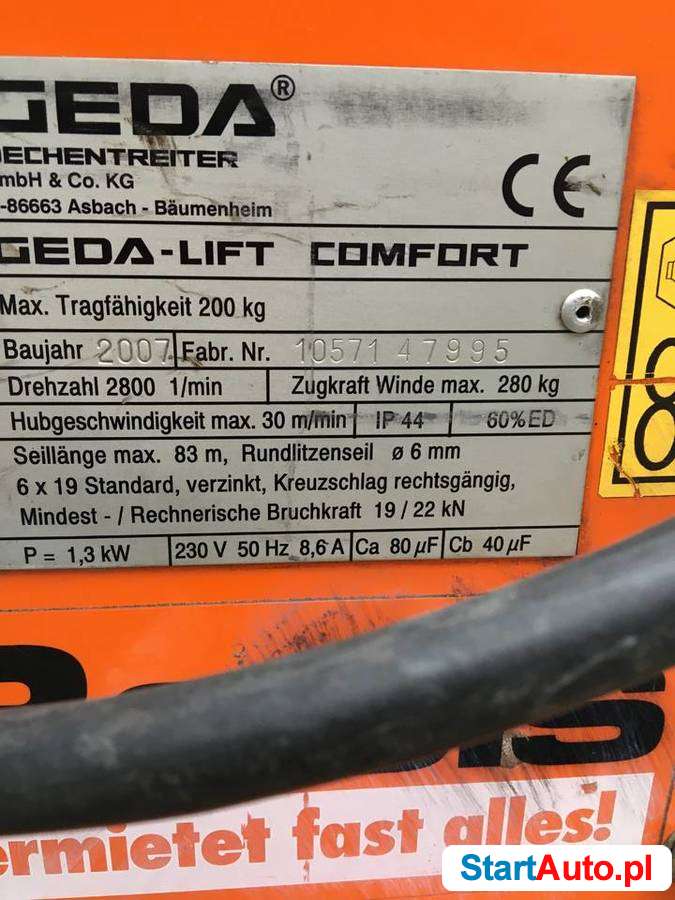 GEDA®
DECHENTREITER
mbH & Co. KG
-86663 Asbach - Bäumenheim
CE
GEDA-LIFT COMFORT
Max. Tragfähigkeit 200 kg
Baujahr 2007 Fabr. Nr. 10571 47995
Drehzahl 2800 1/min Zugkraft Winde max. 280 kg
Hubgeschwindigkeit max. 30 m/min IP 44 60%ED
Seillänge max. 83 m, Rundlitzenseil ø 6 mm
6 x 19 Standard, verzinkt, Kreuzschlag rechtsgängig,
Mindest - / Rechnerische Bruchkraft 19 / 22 kN
P = 1,3 kW 230 V 50 Hz 8,6 A Ca 80 µF Cb 40 µF
ermietet fast alles!
StartAuto.pl